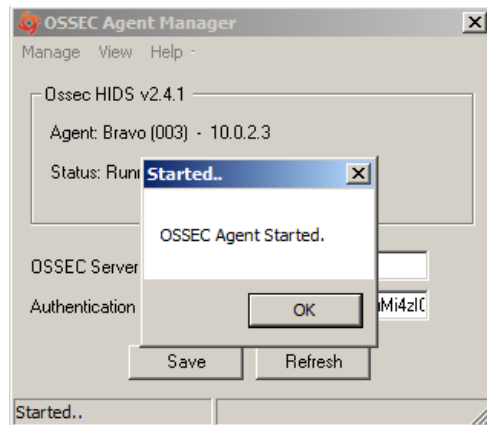 OSSEC Agent Manager
Manage View Help
Ossec HIDS v2.4.1
Agent: Bravo (003) - 10.0.2.3
Status:
Started..
OSSEC Agent Started.
OSSEC Server
Authentication
OK
Save Refresh
Started..